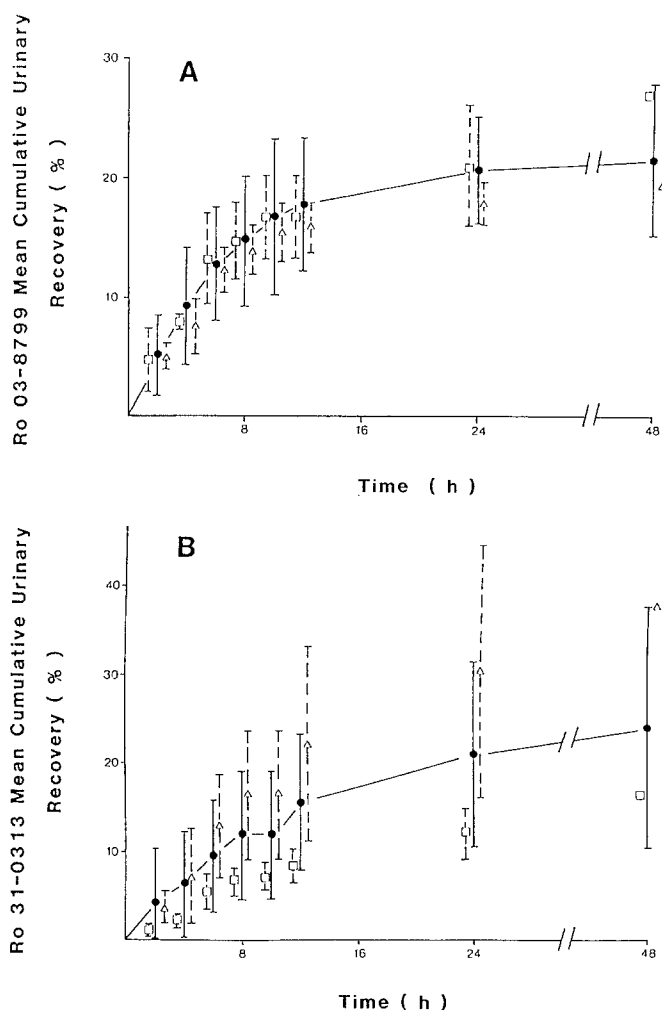 A
Ro 03-8799 Mean Cumulative Urinary
Recovery ( % )
30
20
10
8
16
24
48
Time ( h )
B
Ro 31-0313 Mean Cumulative Urinary
Recovery ( % )
40
30
20
10
8
16
24
48
Time ( h )